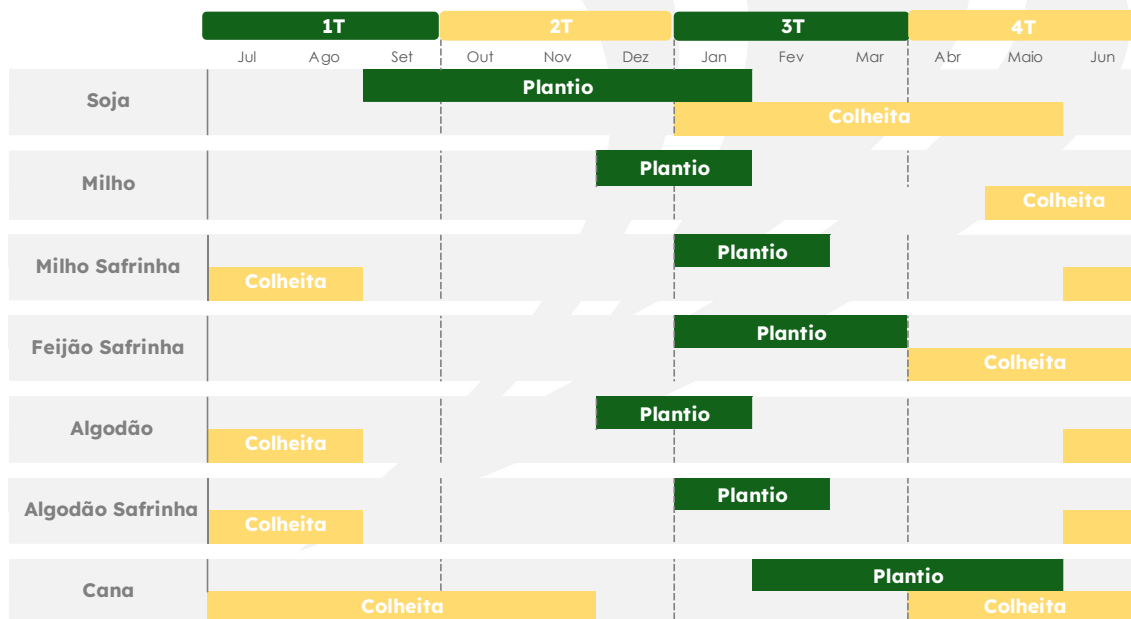 1T 2T 3T 4T
Jul Ago Set Out Nov Dez Jan Fev Mar Abr Maio Jun
Soja
Plantio
Colheita
Milho
Plantio
Colheita
Milho Safrinha
Plantio
Colheita
Feijão Safrinha
Plantio
Colheita
Algodão
Plantio
Colheita
Algodão Safrinha
Plantio
Colheita
Cana
Plantio
Colheita Colheita